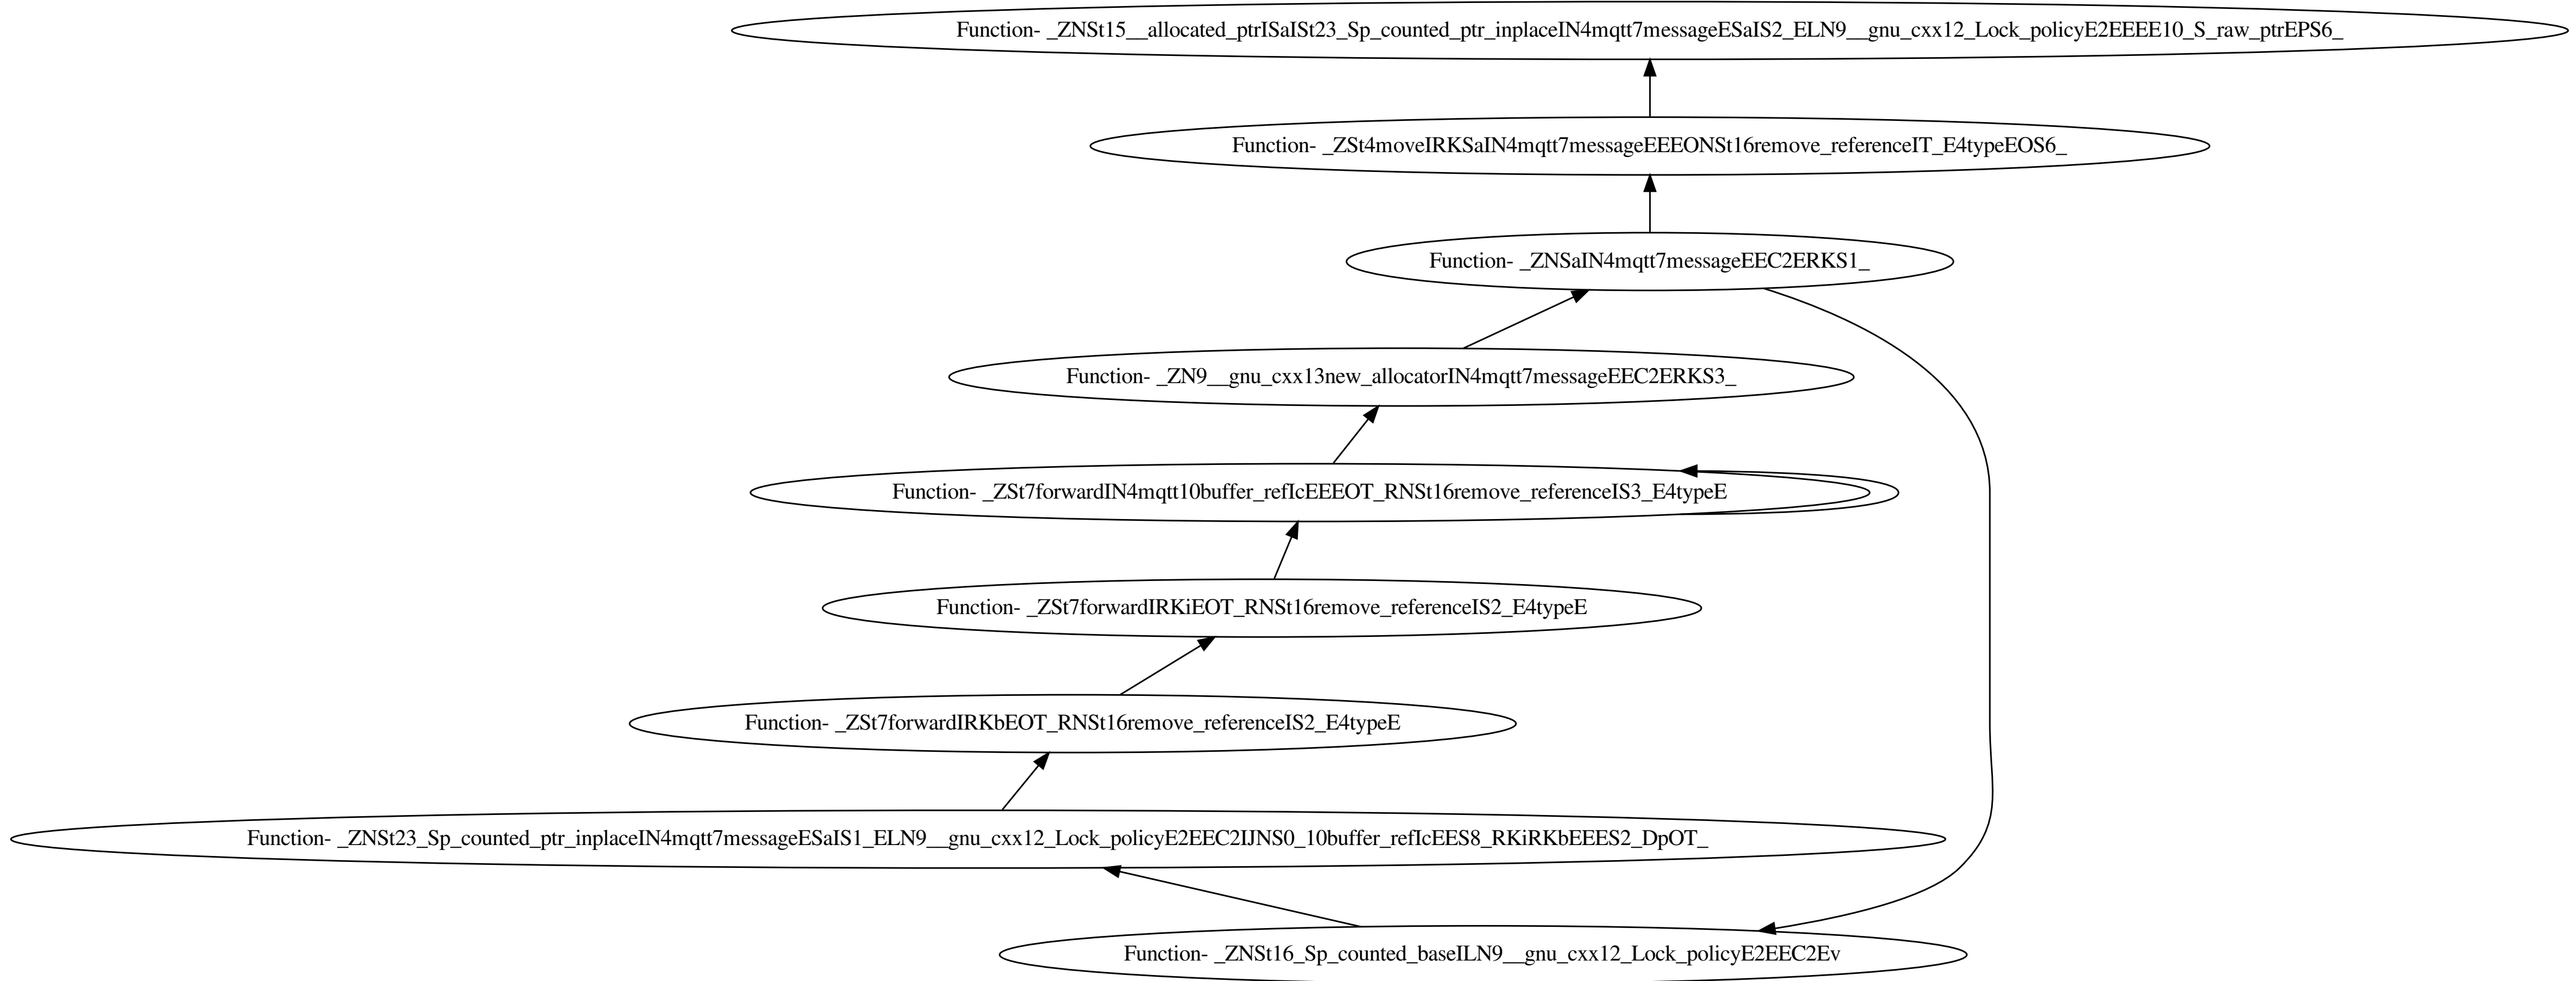 Function- _ZNSt15__allocated_ptrISaISt23_Sp_counted_ptr_inplaceIN4mqtt7messageESaIS2_ELN9__gnu_cxx12_Lock_policyE2EEEE10_S_raw_ptrEPS6_
Function- _ZSt4moveIRKSaIN4mqtt7messageEEEONSt16remove_referenceIT_E4typeEOS6_
Function- _ZNSaIN4mqtt7messageEEC2ERKS1_
Function- _ZN9__gnu_cxx13new_allocatorIN4mqtt7messageEEC2ERKS3_
Function- _ZSt7forwardIN4mqtt10buffer_refIcEEEOT_RNSt16remove_referenceIS3_E4typeE
Function- _ZSt7forwardIRKiEOT_RNSt16remove_referenceIS2_E4typeE
Function- _ZSt7forwardIRKbEOT_RNSt16remove_referenceIS2_E4typeE
Function- _ZNSt23_Sp_counted_ptr_inplaceIN4mqtt7messageESaIS1_ELN9__gnu_cxx12_Lock_policyE2EEC2IJNS0_10buffer_refIcEES8_RKiRKbEEES2_DpOT_
Function- _ZNSt16_Sp_counted_baseILN9__gnu_cxx12_Lock_policyE2EEC2Ev